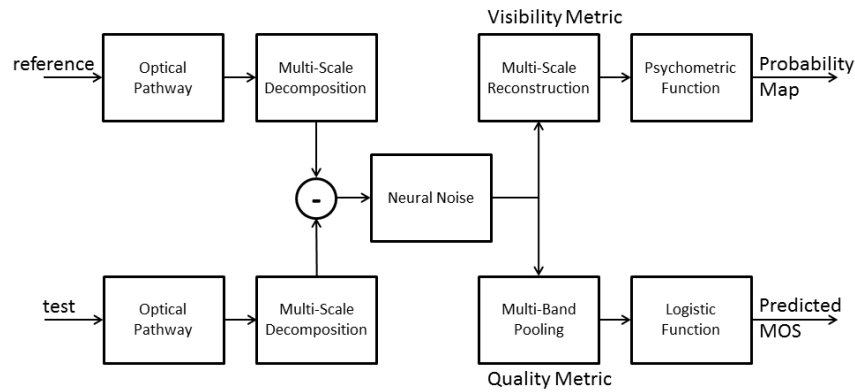 Visibility Metric
reference
Optical
Pathway
Multi-Scale
Decomposition
Multi-Scale
Reconstruction
Psychometric
Function
Probability
Map
-
Neural Noise
test
Optical
Pathway
Multi-Scale
Decomposition
Multi-Band
Pooling
Logistic
Function
Predicted
MOS
Quality Metric